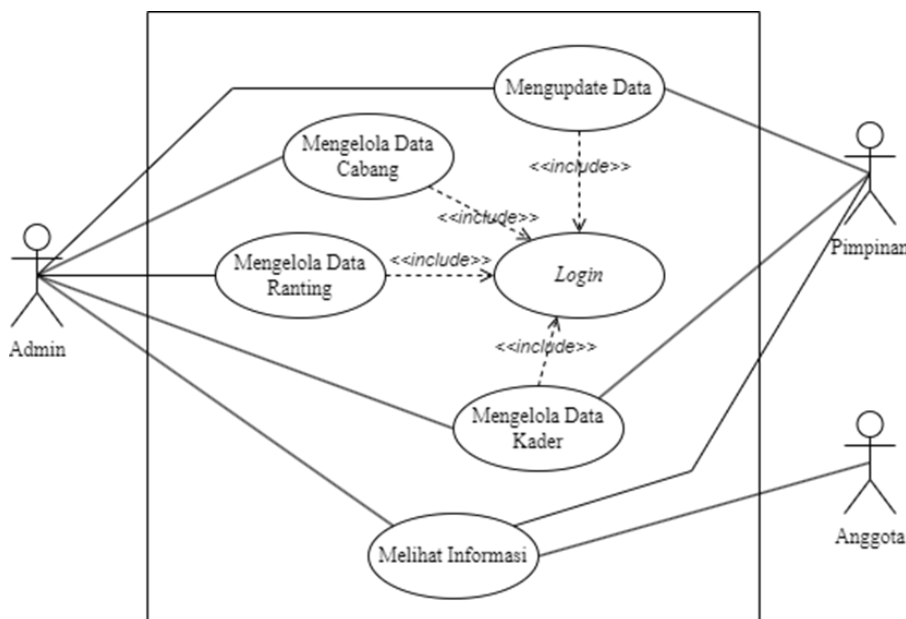 Mengupdate Data
Mengelola Data
Cabang
<<include>>
<<include>>
Pimpinan
Mengelola Data
Ranting
<<include>>
Login
Admin
<<include>>
Mengelola Data
Kader
Anggota
Melihat Informasi